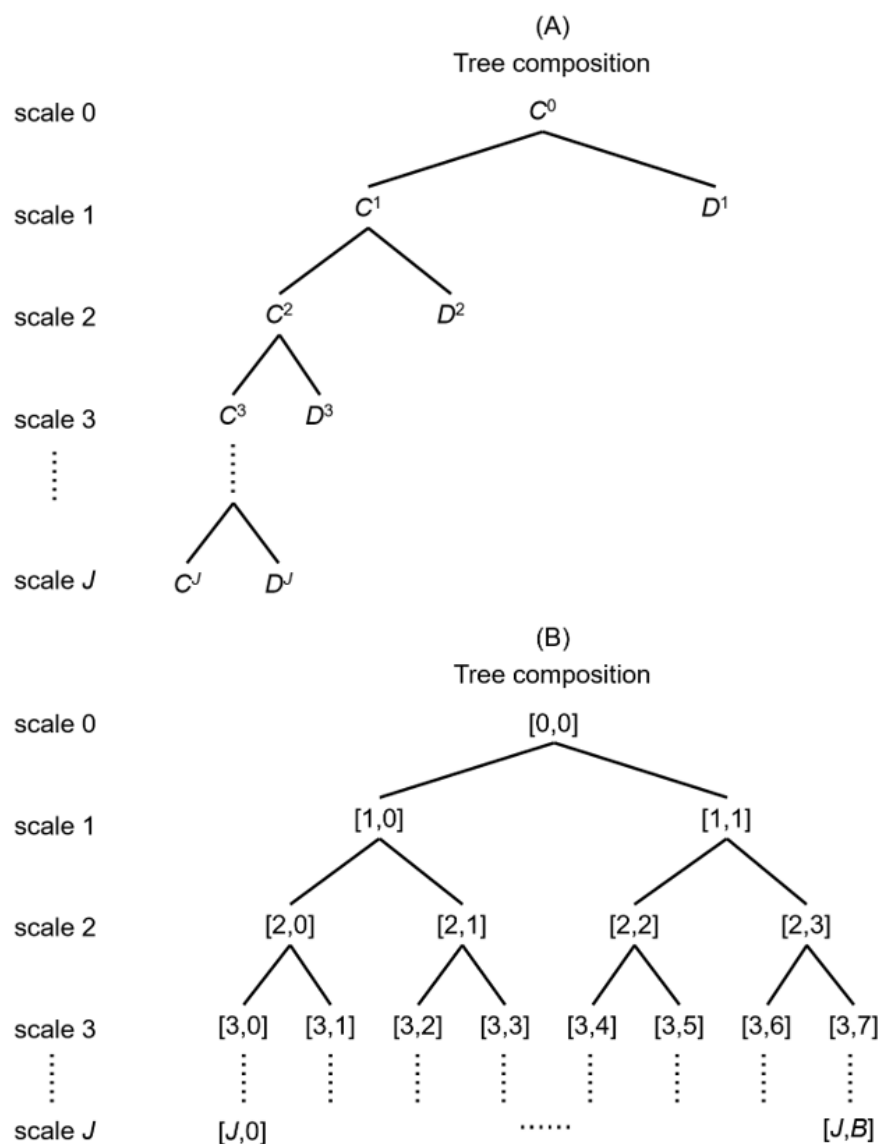 (A)
Tree composition
scale 0 C⁰
scale 1 C¹ D¹
scale 2 C² D²
scale 3 C³ D³
scale J Cᴶ Dᴶ
(B)
Tree composition
scale 0 [0,0]
scale 1 [1,0] [1,1]
scale 2 [2,0] [2,1] [2,2] [2,3]
scale 3 [3,0] [3,1] [3,2] [3,3] [3,4] [3,5] [3,6] [3,7]
scale J [J,0] ...... [J,B]